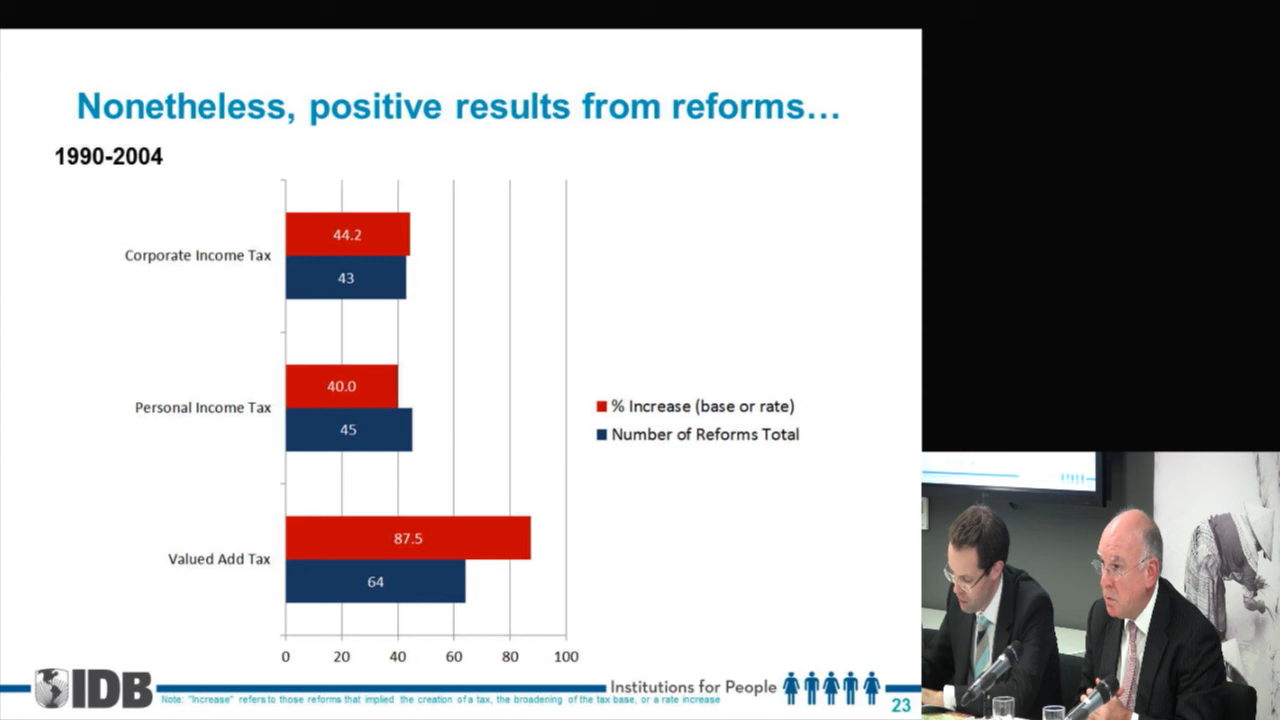 Nonetheless, positive results from reforms…
1990-2004
44.2
Corporate Income Tax
43
40.0
Personal Income Tax
45
% Increase (base or rate)
Number of Reforms Total
87.5
Valued Add Tax
64
0 20 40 60 80 100
IDB
Institutions for People
Note: "Increase" refers to those reforms that implied the creation of a tax, the broadening of the tax base, or a rate increase
23